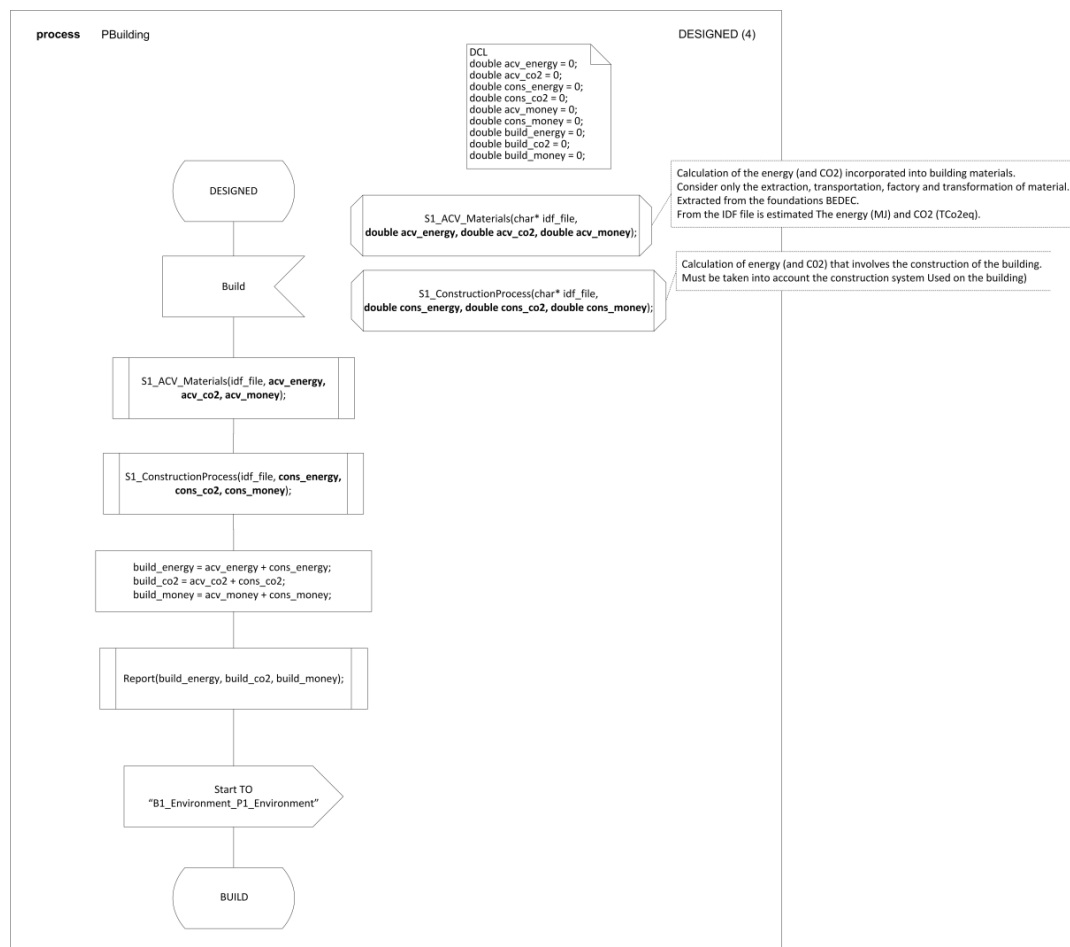 process PBuilding DESIGNED (4)
DCL
double acv_energy = 0;
double acv_co2 = 0;
double cons_energy = 0;
double cons_co2 = 0;
double acv_money = 0;
double cons_money = 0;
double build_energy = 0;
double build_co2 = 0;
double build_money = 0;
DESIGNED
S1_ACV_Materials(char* idf_file,
double acv_energy, double acv_co2, double acv_money);
Calculation of the energy (and CO2) incorporated into building materials.
Consider only the extraction, transportation, factory and transformation of material.
Extracted from the foundations BEDEC.
From the IDF file is estimated The energy (MJ) and CO2 (TCo2eq).
Build
S1_ConstructionProcess(char* idf_file,
double cons_energy, double cons_co2, double cons_money);
Calculation of energy (and C02) that involves the construction of the building.
Must be taken into account the construction system Used on the building)
S1_ACV_Materials(idf_file, acv_energy,
acv_co2, acv_money);
S1_ConstructionProcess(idf_file, cons_energy,
cons_co2, cons_money);
build_energy = acv_energy + cons_energy;
build_co2 = acv_co2 + cons_co2;
build_money = acv_money + cons_money;
Report(build_energy, build_co2, build_money);
Start TO
“B1_Environment_P1_Environment”
BUILD